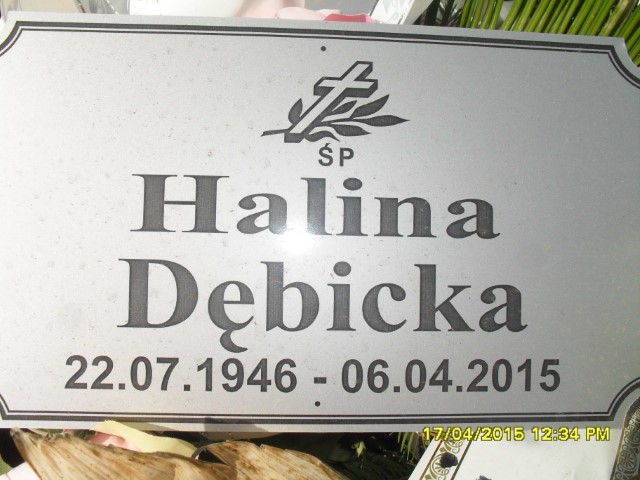 ŚP
Halina
Dębicka
22.07.1946 - 06.04.2015
17/04/2015 12:34 PM